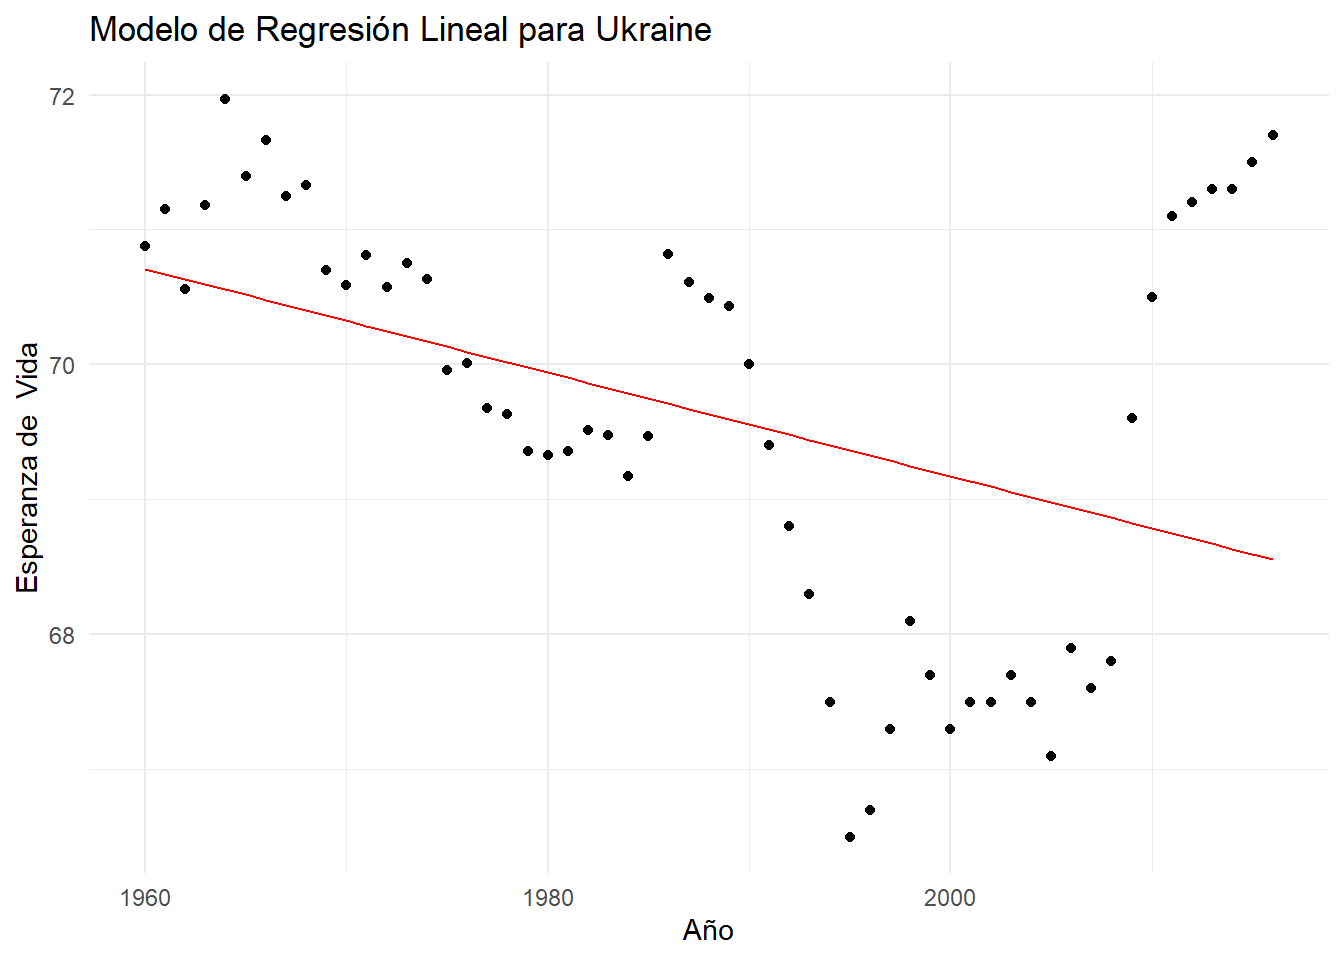 Modelo de Regresión Lineal para Ukraine
72
70
68
Esperanza de  Vida
1960
1980
2000
Año